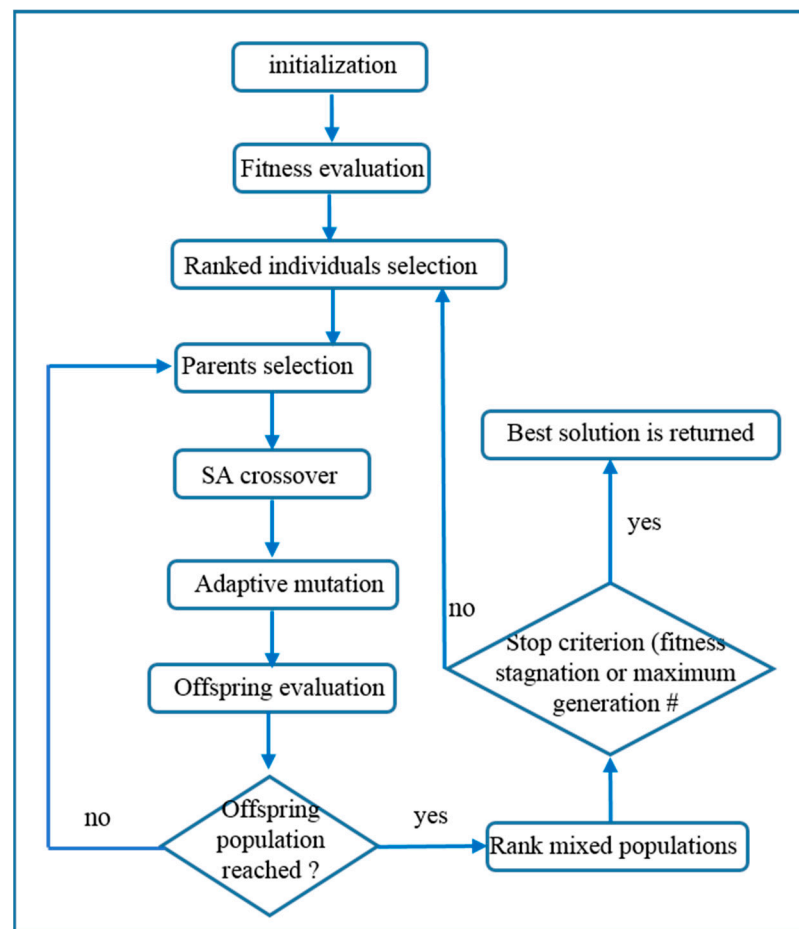 initialization
Fitness evaluation
Ranked individuals selection
Parents selection
SA crossover
Adaptive mutation
Offspring evaluation
Offspring
population
reached ?
no
yes
Rank mixed populations
Stop criterion (fitness
stagnation or maximum
generation #
no
yes
Best solution is returned